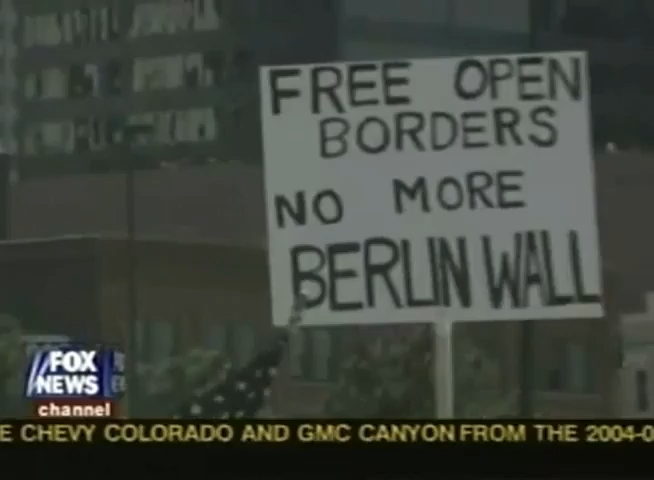 FREE OPEN
BORDERS
NO MORE
BERLIN WALL
FOX
NEWS
channel
E CHEVY COLORADO AND GMC CANYON FROM THE 2004-0